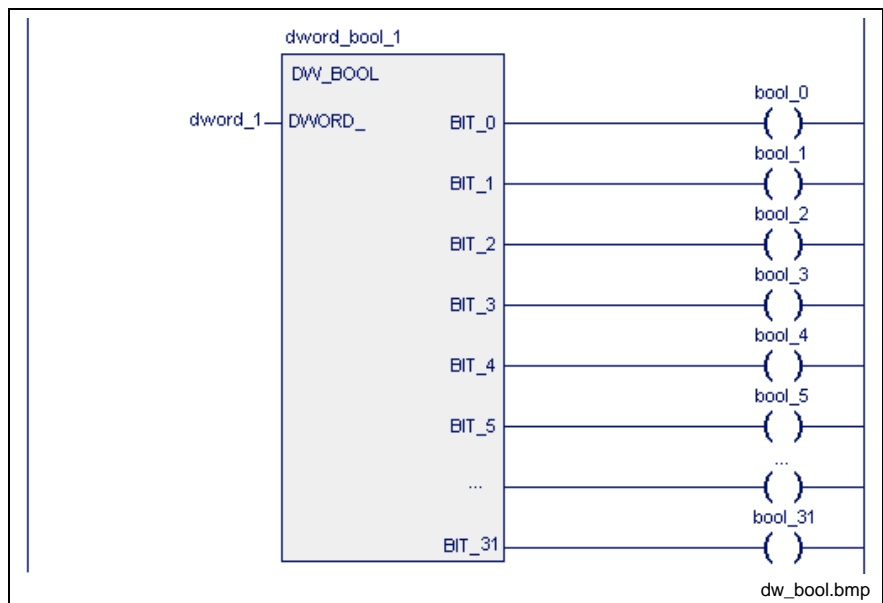 dword_bool_1
DW_BOOL
bool_0
dword_1 DWORD_ BIT_0
bool_1
BIT_1
bool_2
BIT_2
bool_3
BIT_3
bool_4
BIT_4
bool_5
BIT_5
...
...
bool_31
BIT_31
dw_bool.bmp